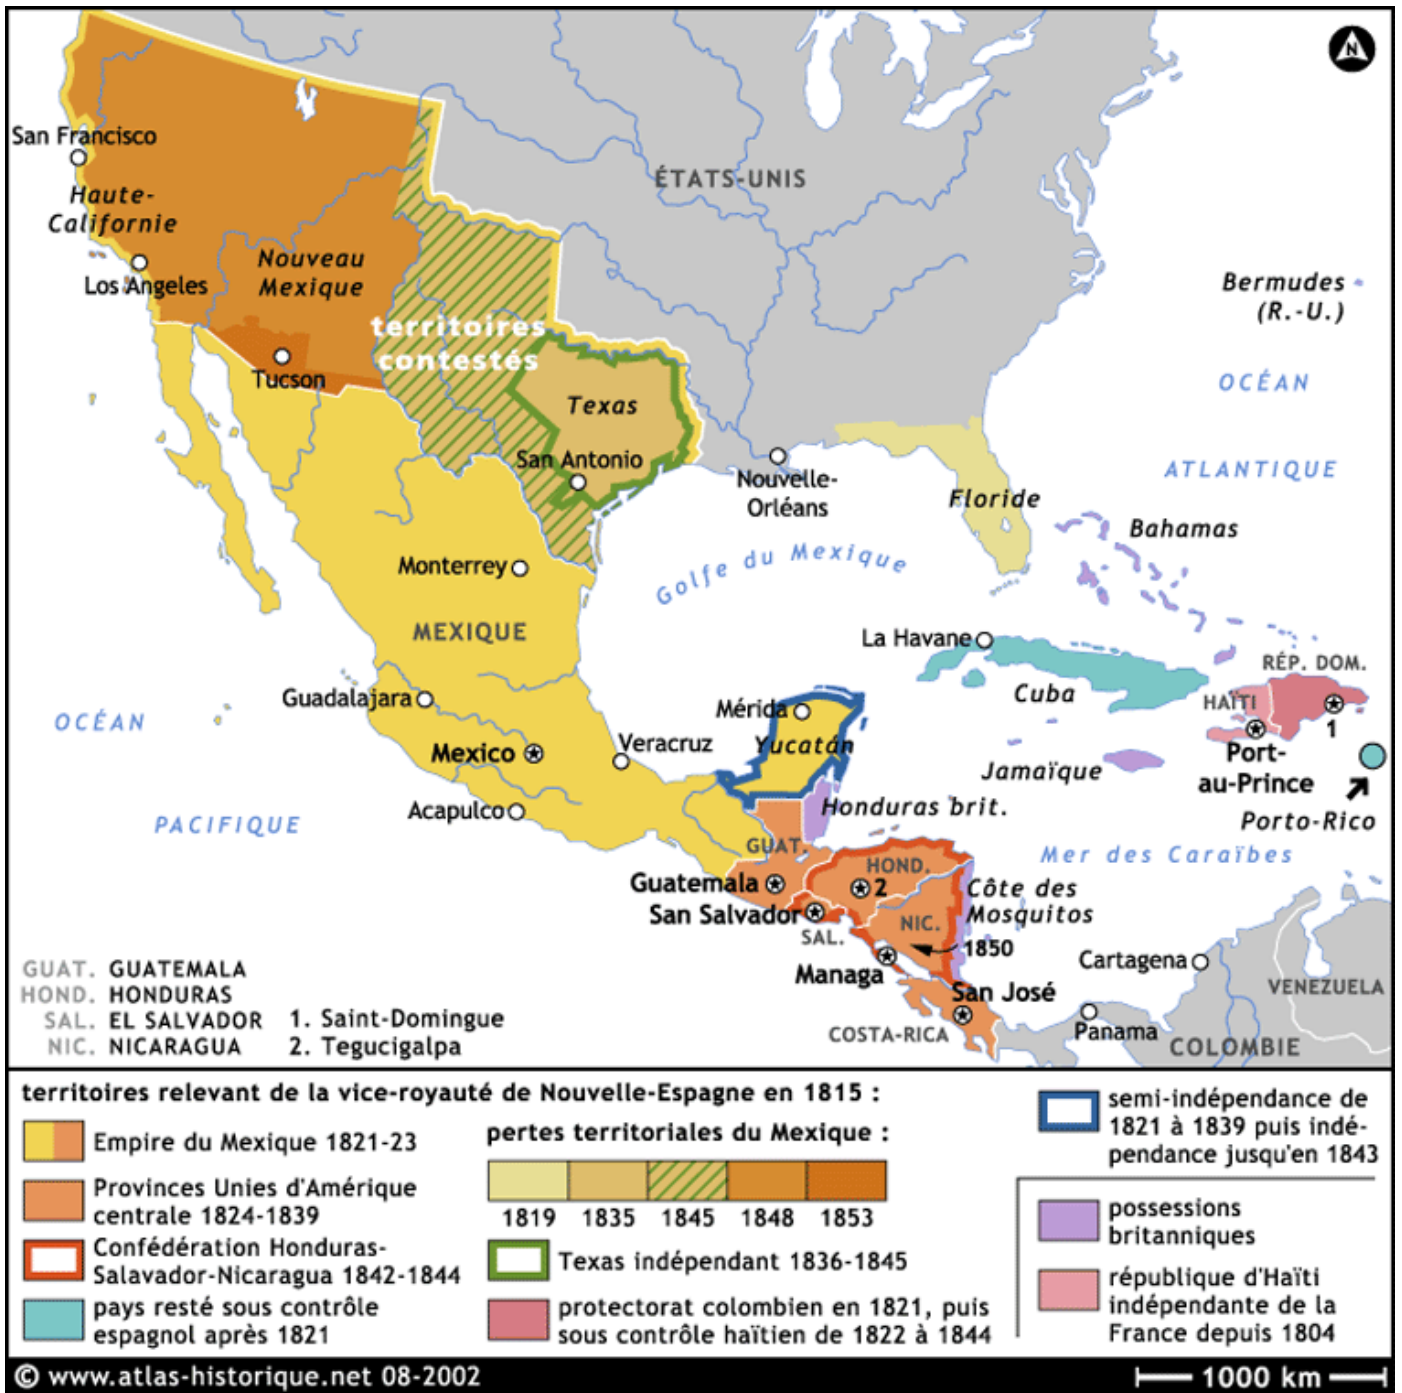 N
San Francisco
ÉTATS-UNIS
Haute-
Californie
Nouveau
Mexique
Los Angeles
Bermudes
(R.-U.)
territoires
contestés
Tucson
OCÉAN
ATLANTIQUE
Texas
San Antonio
Nouvelle-
Orléans
Floride
Bahamas
Golfe du Mexique
Monterrey
MEXIQUE
La Havane
RÉP. DOM.
Cuba
HAÏTI
1
Guadalajara
OCÉAN
PACIFIQUE
Mérida
Yucatán
Mexico
Veracruz
Port-
au-Prince
Jamaïque
Acapulco
Honduras brit.
Porto-Rico
GUAT.
Mer des Caraïbes
HOND.
Guatemala
2
Côte des
Mosquitos
San Salvador
SAL.
NIC.
1850
Managa
Cartagena
San José
VENEZUELA
COSTA-RICA
Panama
COLOMBIE
GUAT. GUATEMALA
HOND. HONDURAS
SAL. EL SALVADOR
NIC. NICARAGUA
1. Saint-Domingue
2. Tegucigalpa
territoires relevant de la vice-royauté de Nouvelle-Espagne en 1815 :
Empire du Mexique 1821-23
Provinces Unies d'Amérique
centrale 1824-1839
Confédération Honduras-
Salavador-Nicaragua 1842-1844
pays resté sous contrôle
espagnol après 1821
pertes territoriales du Mexique :
1819 1835 1845 1848 1853
Texas indépendant 1836-1845
protectorat colombien en 1821, puis
sous contrôle haïtien de 1822 à 1844
semi-indépendance de
1821 à 1839 puis indé-
pendance jusqu'en 1843
possessions
britanniques
république d'Haïti
indépendante de la
France depuis 1804
© www.atlas-historique.net 08-2002
1000 km